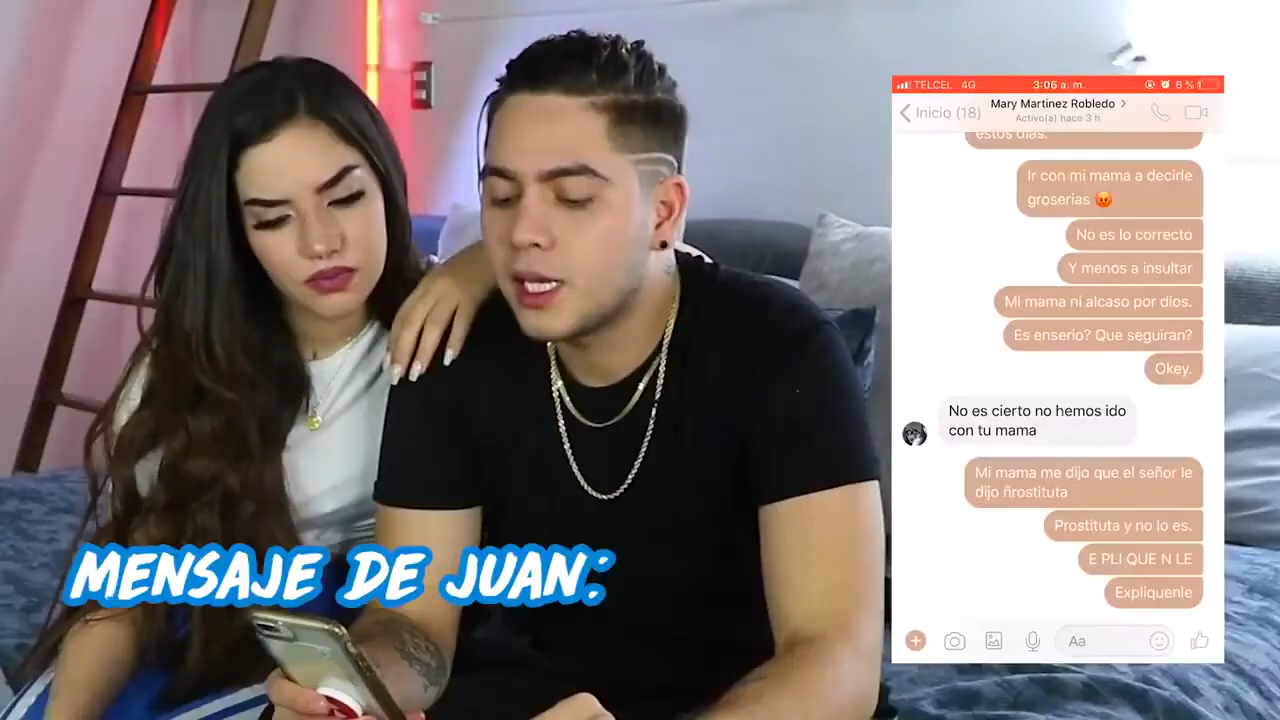 MENSAJE DE JUAN:
TELCEL 4G 3:06 a. m. 6 %
Inicio (18)
Mary Martinez Robledo
Activo(a) hace 3 h
estos días.
Ir con mi mama a decirle
groserias 😡
No es lo correcto
Y menos a insultar
Mi mama ni alcaso por dios.
Es enserio? Que seguiran?
Okey.
No es cierto no hemos ido
con tu mama
Mi mama me dijo que el señor le
dijo ñrostituta
Prostituta y no lo es.
E PLI QUE N LE
Expliquenle
Aa